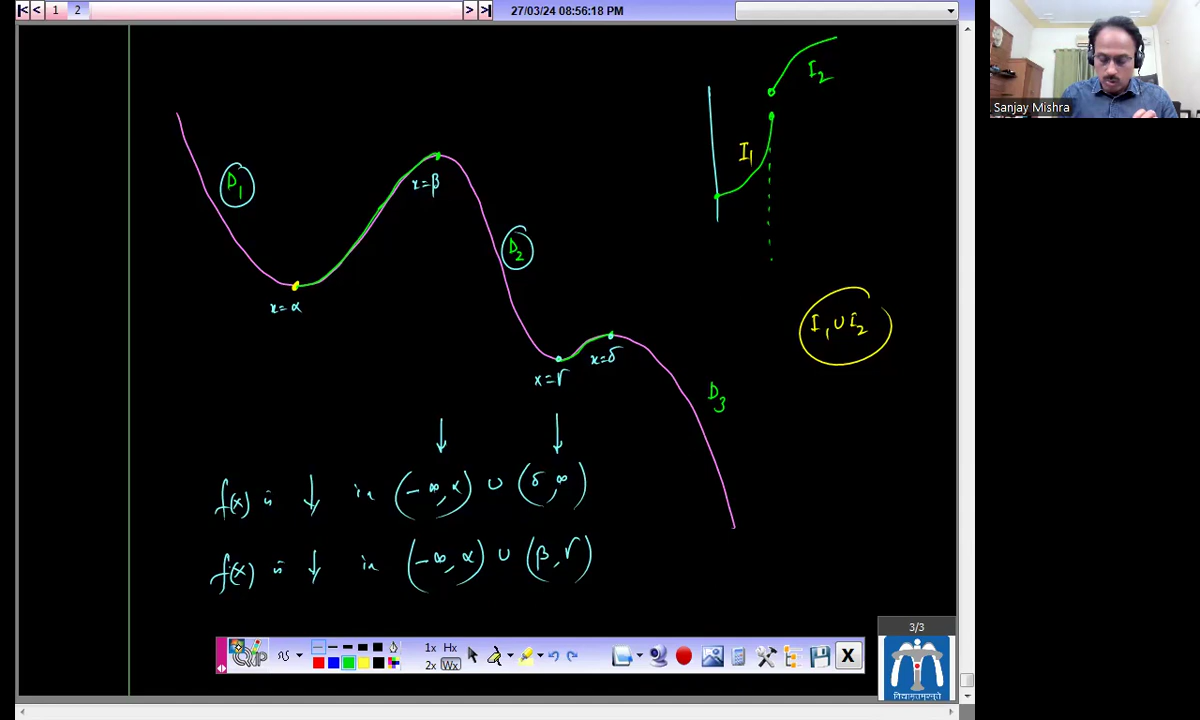 1 2
27/03/24 08:56:18 PM
Sanjay Mishra
I₂
I₁
D₁
x=β
D₂
x=α
I₁ ∪ I₂
x=δ
x=γ
D₃
f(x) is ↓ in (-∞, α) ∪ (δ, ∞)
f(x) is ↓ in (-∞, α) ∪ (β, γ)
3/3
1x Hx
2x Wx